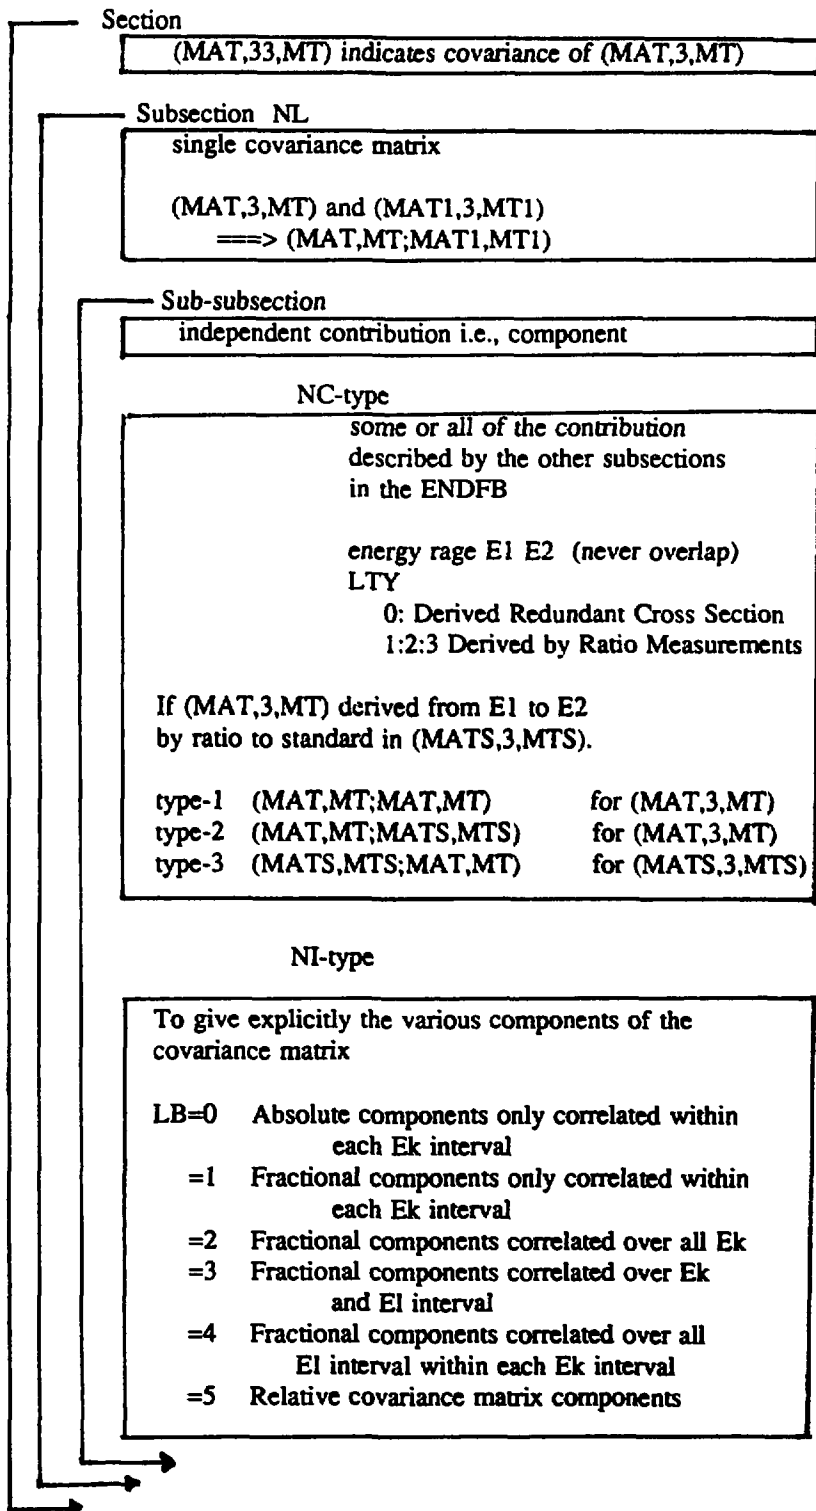 Section
(MAT,33,MT) indicates covariance of (MAT,3,MT)
Subsection NL
single covariance matrix
(MAT,3,MT) and (MAT1,3,MT1)
===> (MAT,MT;MAT1,MT1)
Sub-subsection
independent contribution i.e., component
NC-type
some or all of the contribution
described by the other subsections
in the ENDFB
energy rage E1 E2 (never overlap)
LTY
0: Derived Redundant Cross Section
1:2:3 Derived by Ratio Measurements
If (MAT,3,MT) derived from E1 to E2
by ratio to standard in (MATS,3,MTS).
type-1 (MAT,MT;MAT,MT) for (MAT,3,MT)
type-2 (MAT,MT;MATS,MTS) for (MAT,3,MT)
type-3 (MATS,MTS;MAT,MT) for (MATS,3,MTS)
NI-type
To give explicitly the various components of the
covariance matrix
LB=0 Absolute components only correlated within
each Ek interval
=1 Fractional components only correlated within
each Ek interval
=2 Fractional components correlated over all Ek
=3 Fractional components correlated over Ek
and El interval
=4 Fractional components correlated over all
El interval within each Ek interval
=5 Relative covariance matrix components